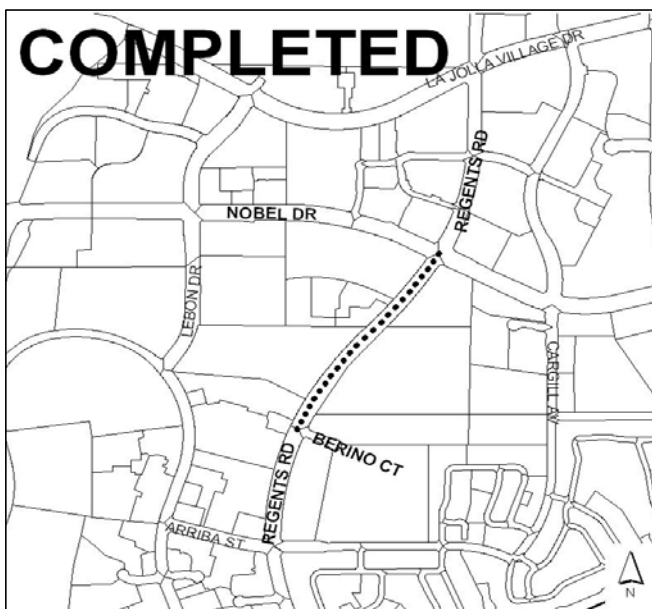 COMPLETED
LA JOLLA VILLAGE DR
REGENTS RD
NOBEL DR
LEBON DR
CARGILL AV
BERINO CT
REGENTS RD
ARRIBA ST
N